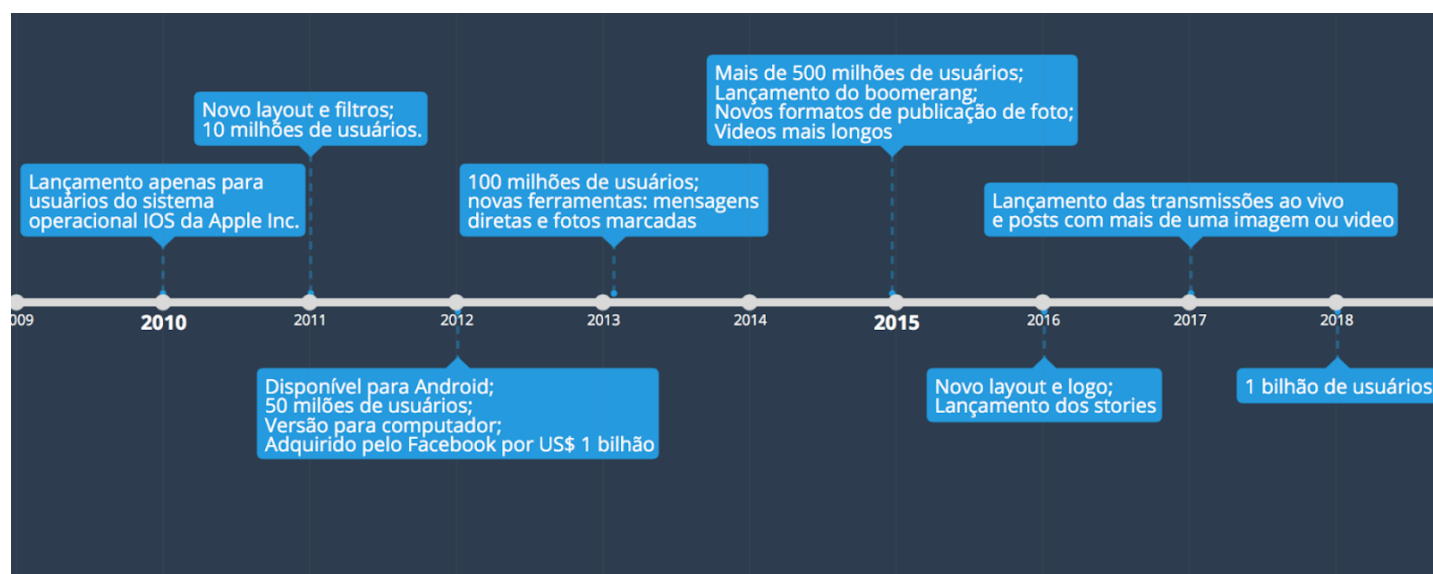 Mais de 500 milhões de usuários;
Lançamento do boomerang;
Novos formatos de publicação de foto;
Videos mais longos
Novo layout e filtros;
10 milhões de usuários.
Lançamento apenas para
usuários do sistema
operacional IOS da Apple Inc.
100 milhões de usuários;
novas ferramentas: mensagens
diretas e fotos marcadas
Lançamento das transmissões ao vivo
e posts com mais de uma imagem ou video
009 2010 2011 2012 2013 2014 2015 2016 2017 2018
Disponível para Android;
50 milões de usuários;
Versão para computador;
Adquirido pelo Facebook por US$ 1 bilhão
Novo layout e logo;
Lançamento dos stories
1 bilhão de usuários